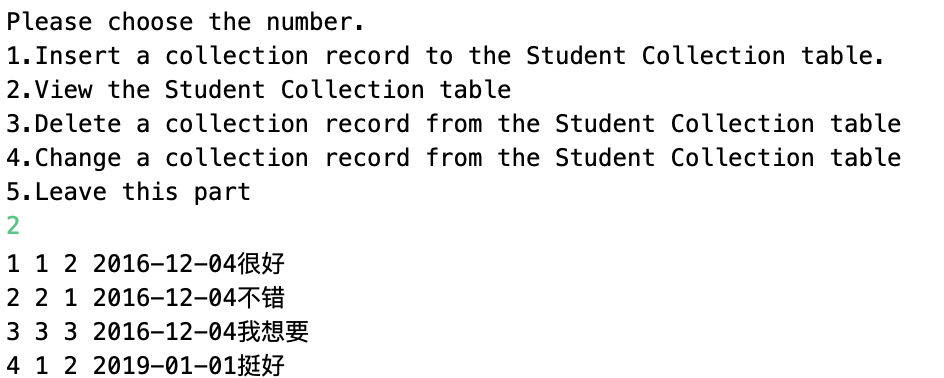 Please choose the number.
1.Insert a collection record to the Student Collection table.
2.View the Student Collection table
3.Delete a collection record from the Student Collection table
4.Change a collection record from the Student Collection table
5.Leave this part
2
1 1 2 2016-12-04很好
2 2 1 2016-12-04不错
3 3 3 2016-12-04我想要
4 1 2 2019-01-01挺好